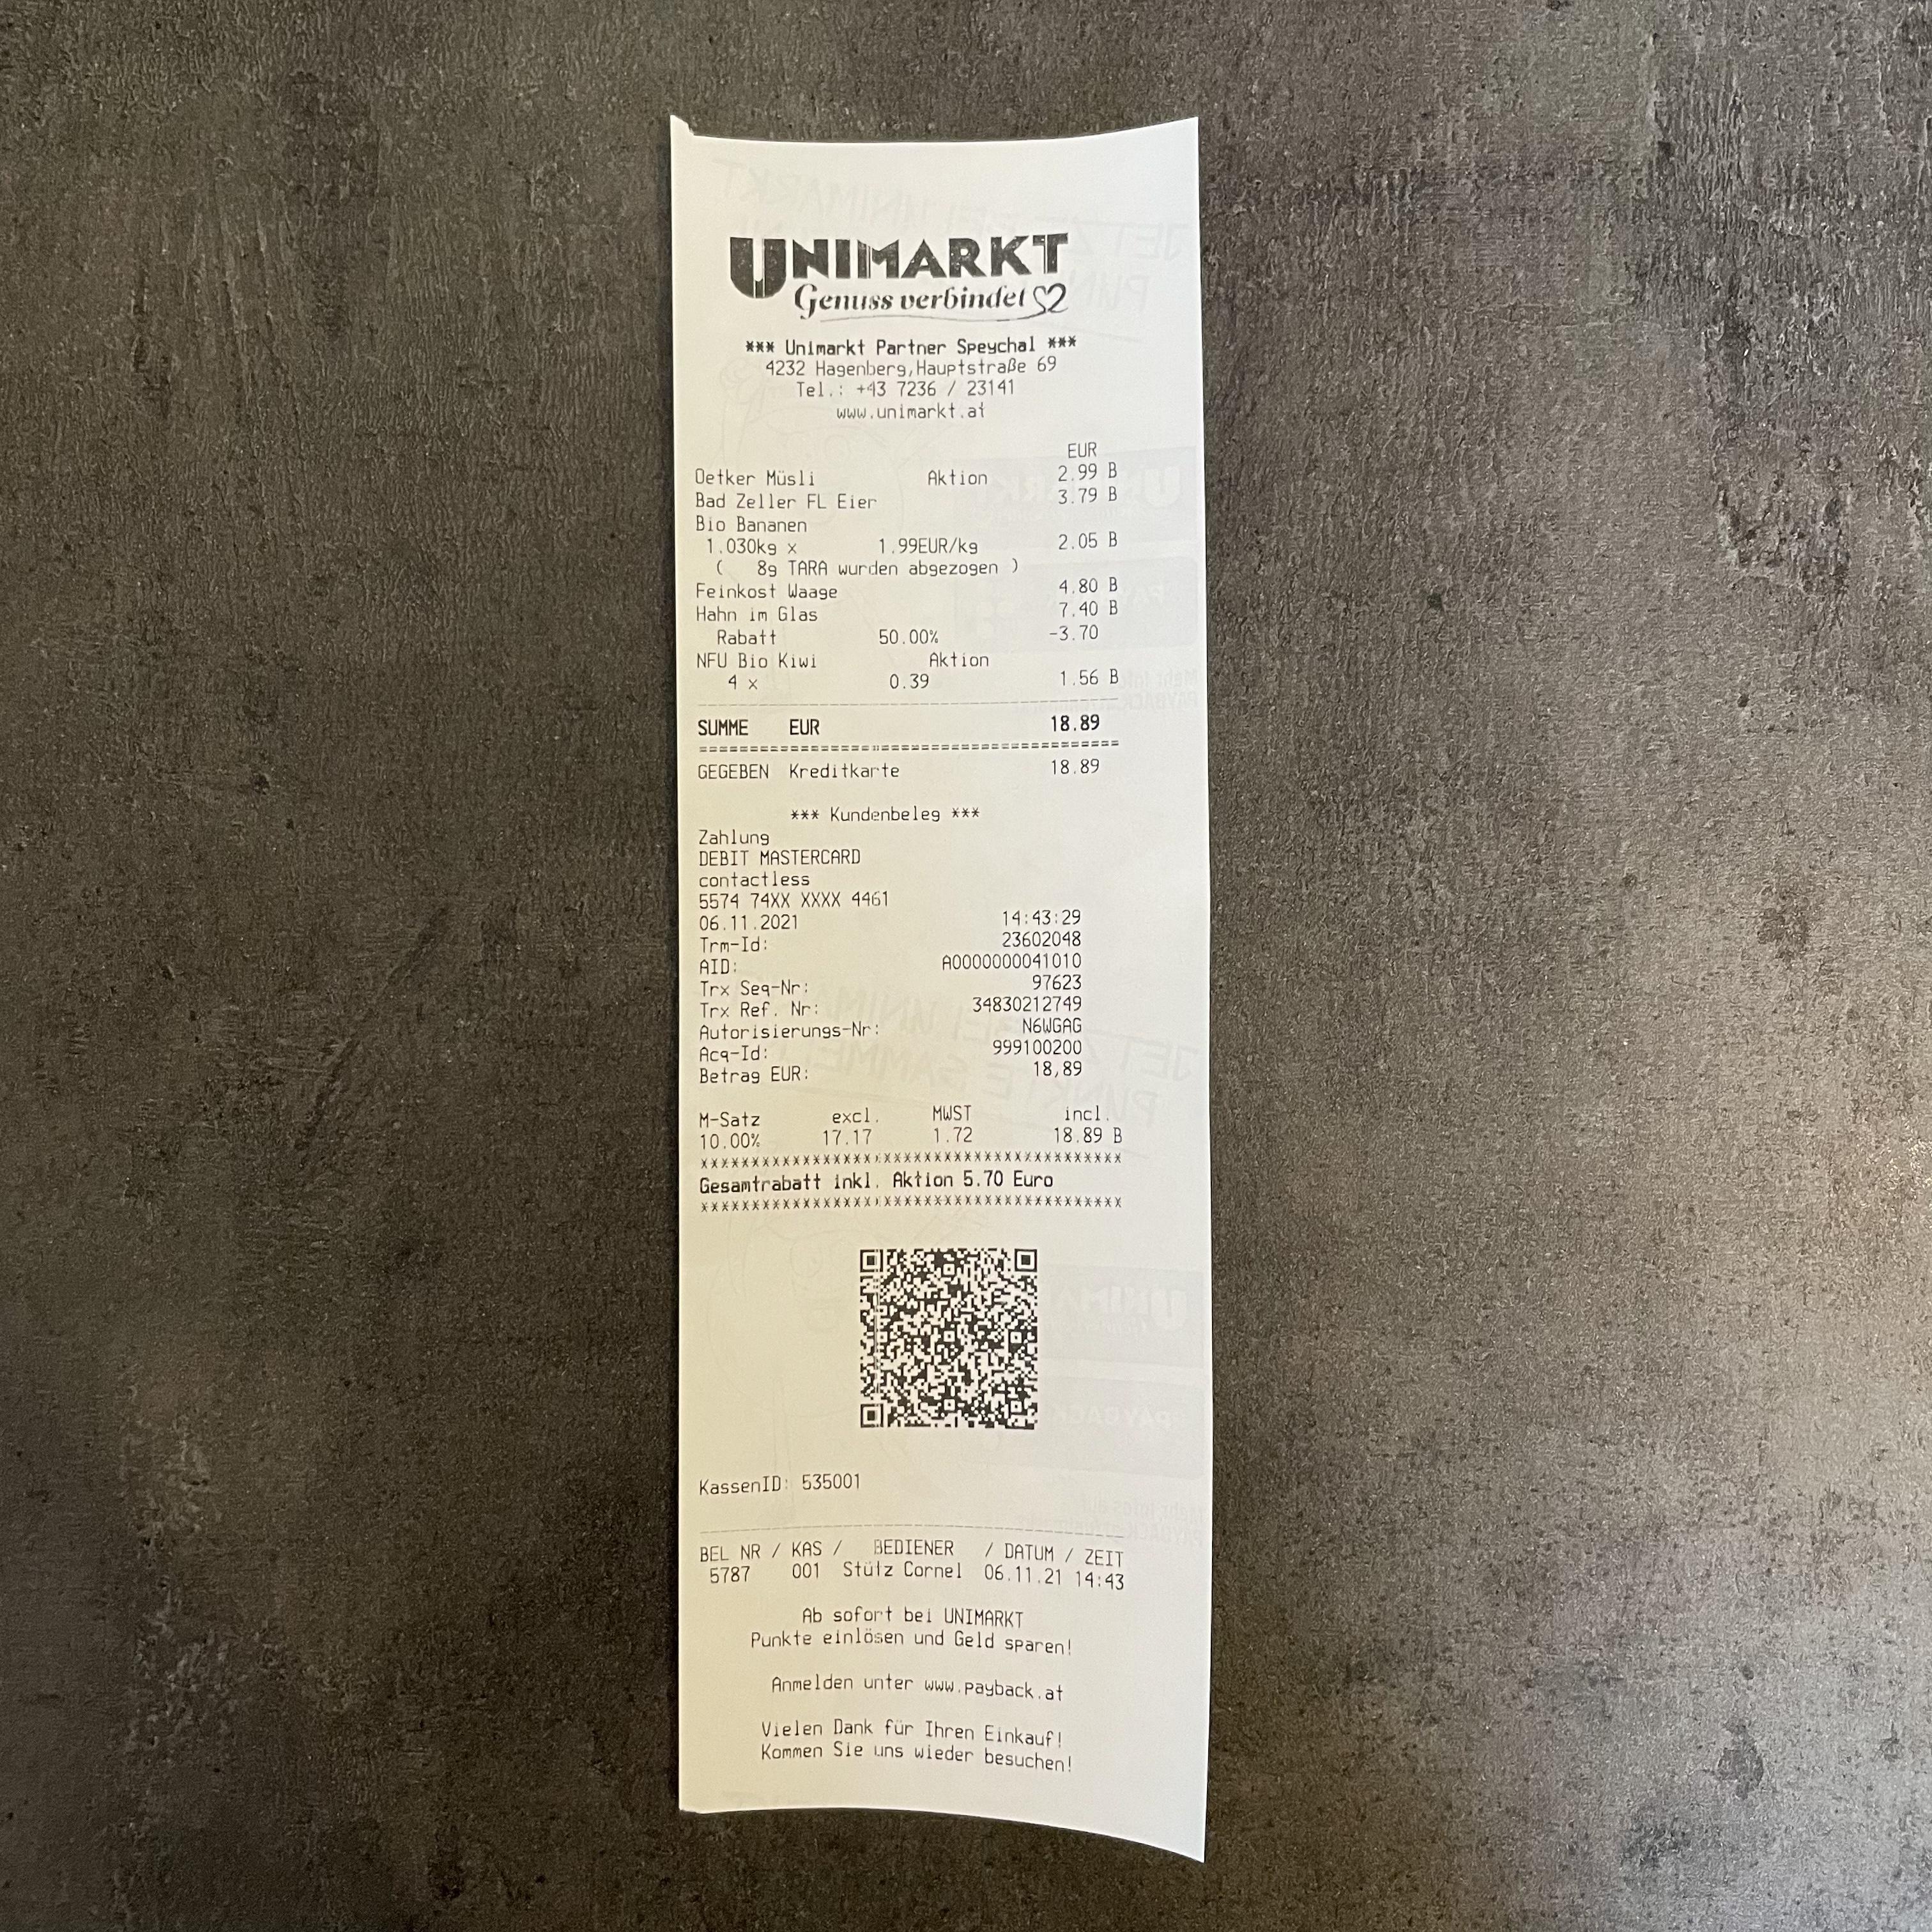 UNIMARKT
Genuss verbindet
*** Unimarkt Partner Speychal ***
4232 Hagenberg,Hauptstraße 69
Tel.: +43 7236 / 23141
www.unimarkt.at
EUR
Oetker Müsli Aktion 2.99 B
Bad Zeller FL Eier 3.79 B
Bio Bananen
1.030kg x 1.99EUR/kg 2.05 B
( 8g TARA wurden abgezogen )
Feinkost Waage 4.80 B
Hahn im Glas 7.40 B
Rabatt 50.00% -3.70
NFU Bio Kiwi Aktion
4 x 0.39 1.56 B
SUMME EUR 18.89
GEGEBEN Kreditkarte 18.89
*** Kundenbeleg ***
Zahlung
DEBIT MASTERCARD
contactless
5574 74XX XXXX 4461
06.11.2021 14:43:29
Trm-Id: 23602048
AID: A0000000041010
Trx Seq-Nr: 97623
Trx Ref. Nr: 34830212749
Autorisierungs-Nr: N6WGAG
Acq-Id: 999100200
Betrag EUR: 18,89
M-Satz excl. MWST incl.
10.00% 17.17 1.72 18.89 B
Gesamtrabatt inkl. Aktion 5.70 Euro
KassenID: 535001
BEL NR / KAS / BEDIENER / DATUM / ZEIT
5787 001 Stütz Cornel 06.11.21 14:43
Ab sofort bei UNIMARKT
Punkte einlösen und Geld sparen!
Anmelden unter www.payback.at
Vielen Dank für Ihren Einkauf!
Kommen Sie uns wieder besuchen!